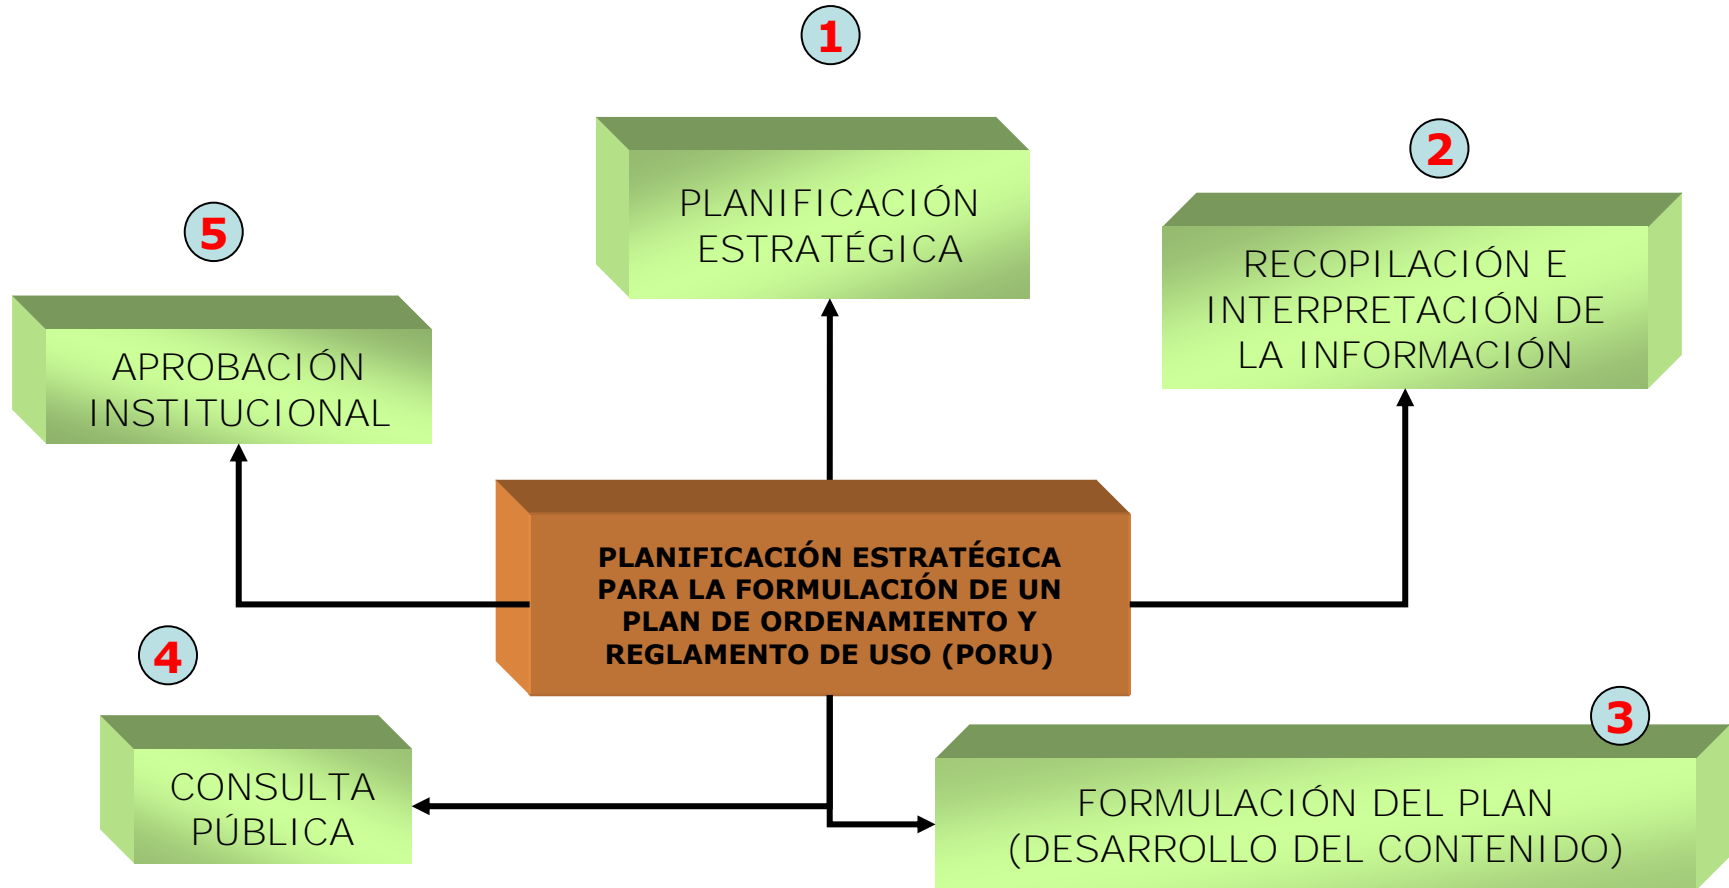 1
PLANIFICACIÓN
ESTRATÉGICA
2
RECOPILACIÓN E
INTERPRETACIÓN DE
LA INFORMACIÓN
5
APROBACIÓN
INSTITUCIONAL
PLANIFICACIÓN ESTRATÉGICA
PARA LA FORMULACIÓN DE UN
PLAN DE ORDENAMIENTO Y
REGLAMENTO DE USO (PORU)
4
CONSULTA
PÚBLICA
3
FORMULACIÓN DEL PLAN
(DESARROLLO DEL CONTENIDO)